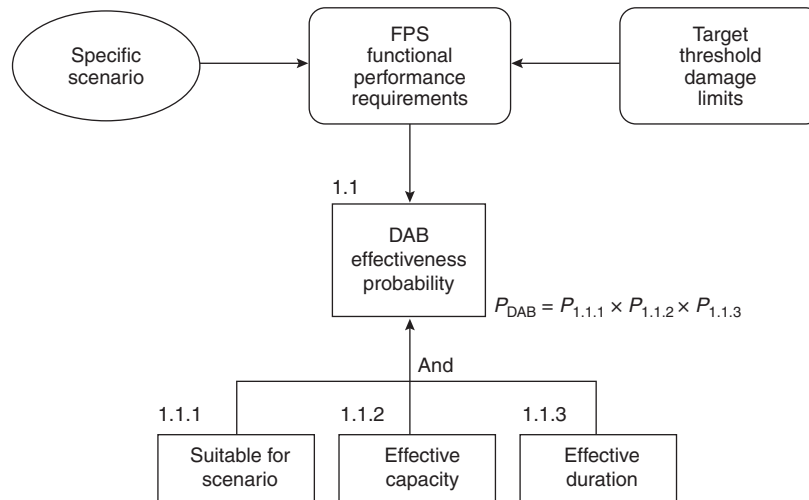 Specific
scenario
FPS
functional
performance
requirements
Target
threshold
damage
limits
1.1
DAB
effectiveness
probability
P_DAB = P_1.1.1 × P_1.1.2 × P_1.1.3
And
1.1.1
Suitable for
scenario
1.1.2
Effective
capacity
1.1.3
Effective
duration